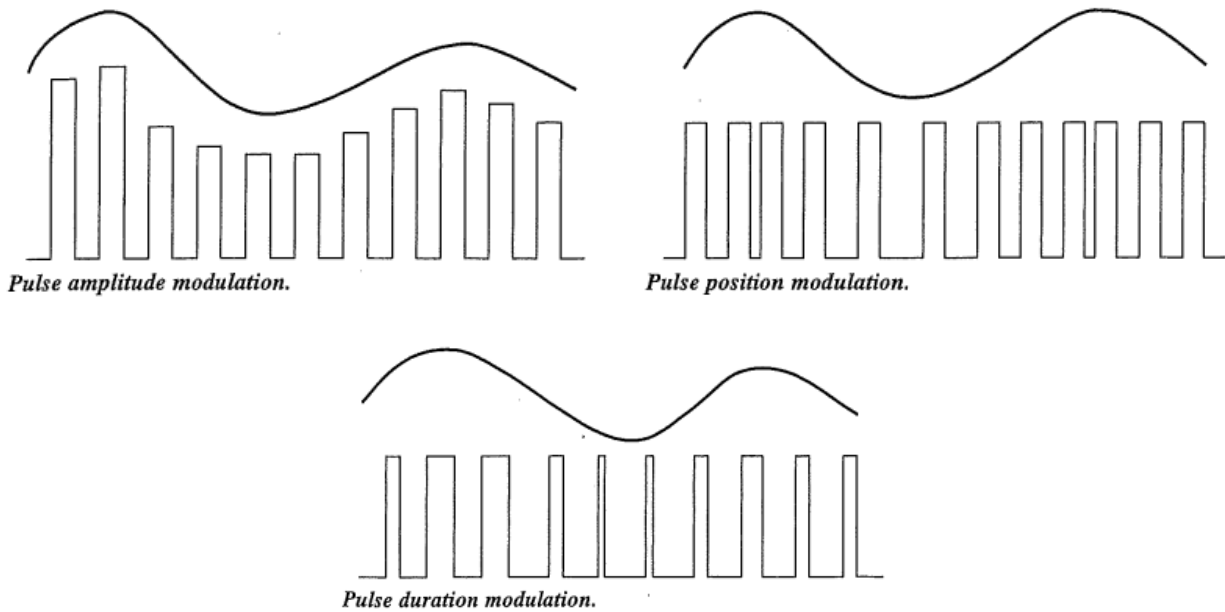 Pulse amplitude modulation.
Pulse position modulation.
Pulse duration modulation.